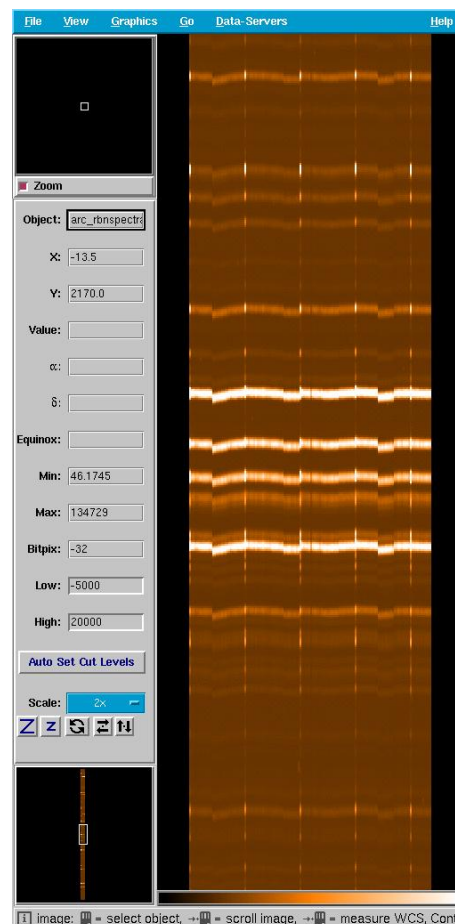 File View Graphics Go Data-Servers Help
Zoom
Object: arc_rbnspectra
X: -13.5
Y: 2170.0
Value:
α:
δ:
Equinox:
Min: 46.1745
Max: 134729
Bitpix: -32
Low: -5000
High: 20000
Auto Set Cut Levels
Scale: 2x
Z z
image: = select object, = scroll image, = measure WCS, Cont